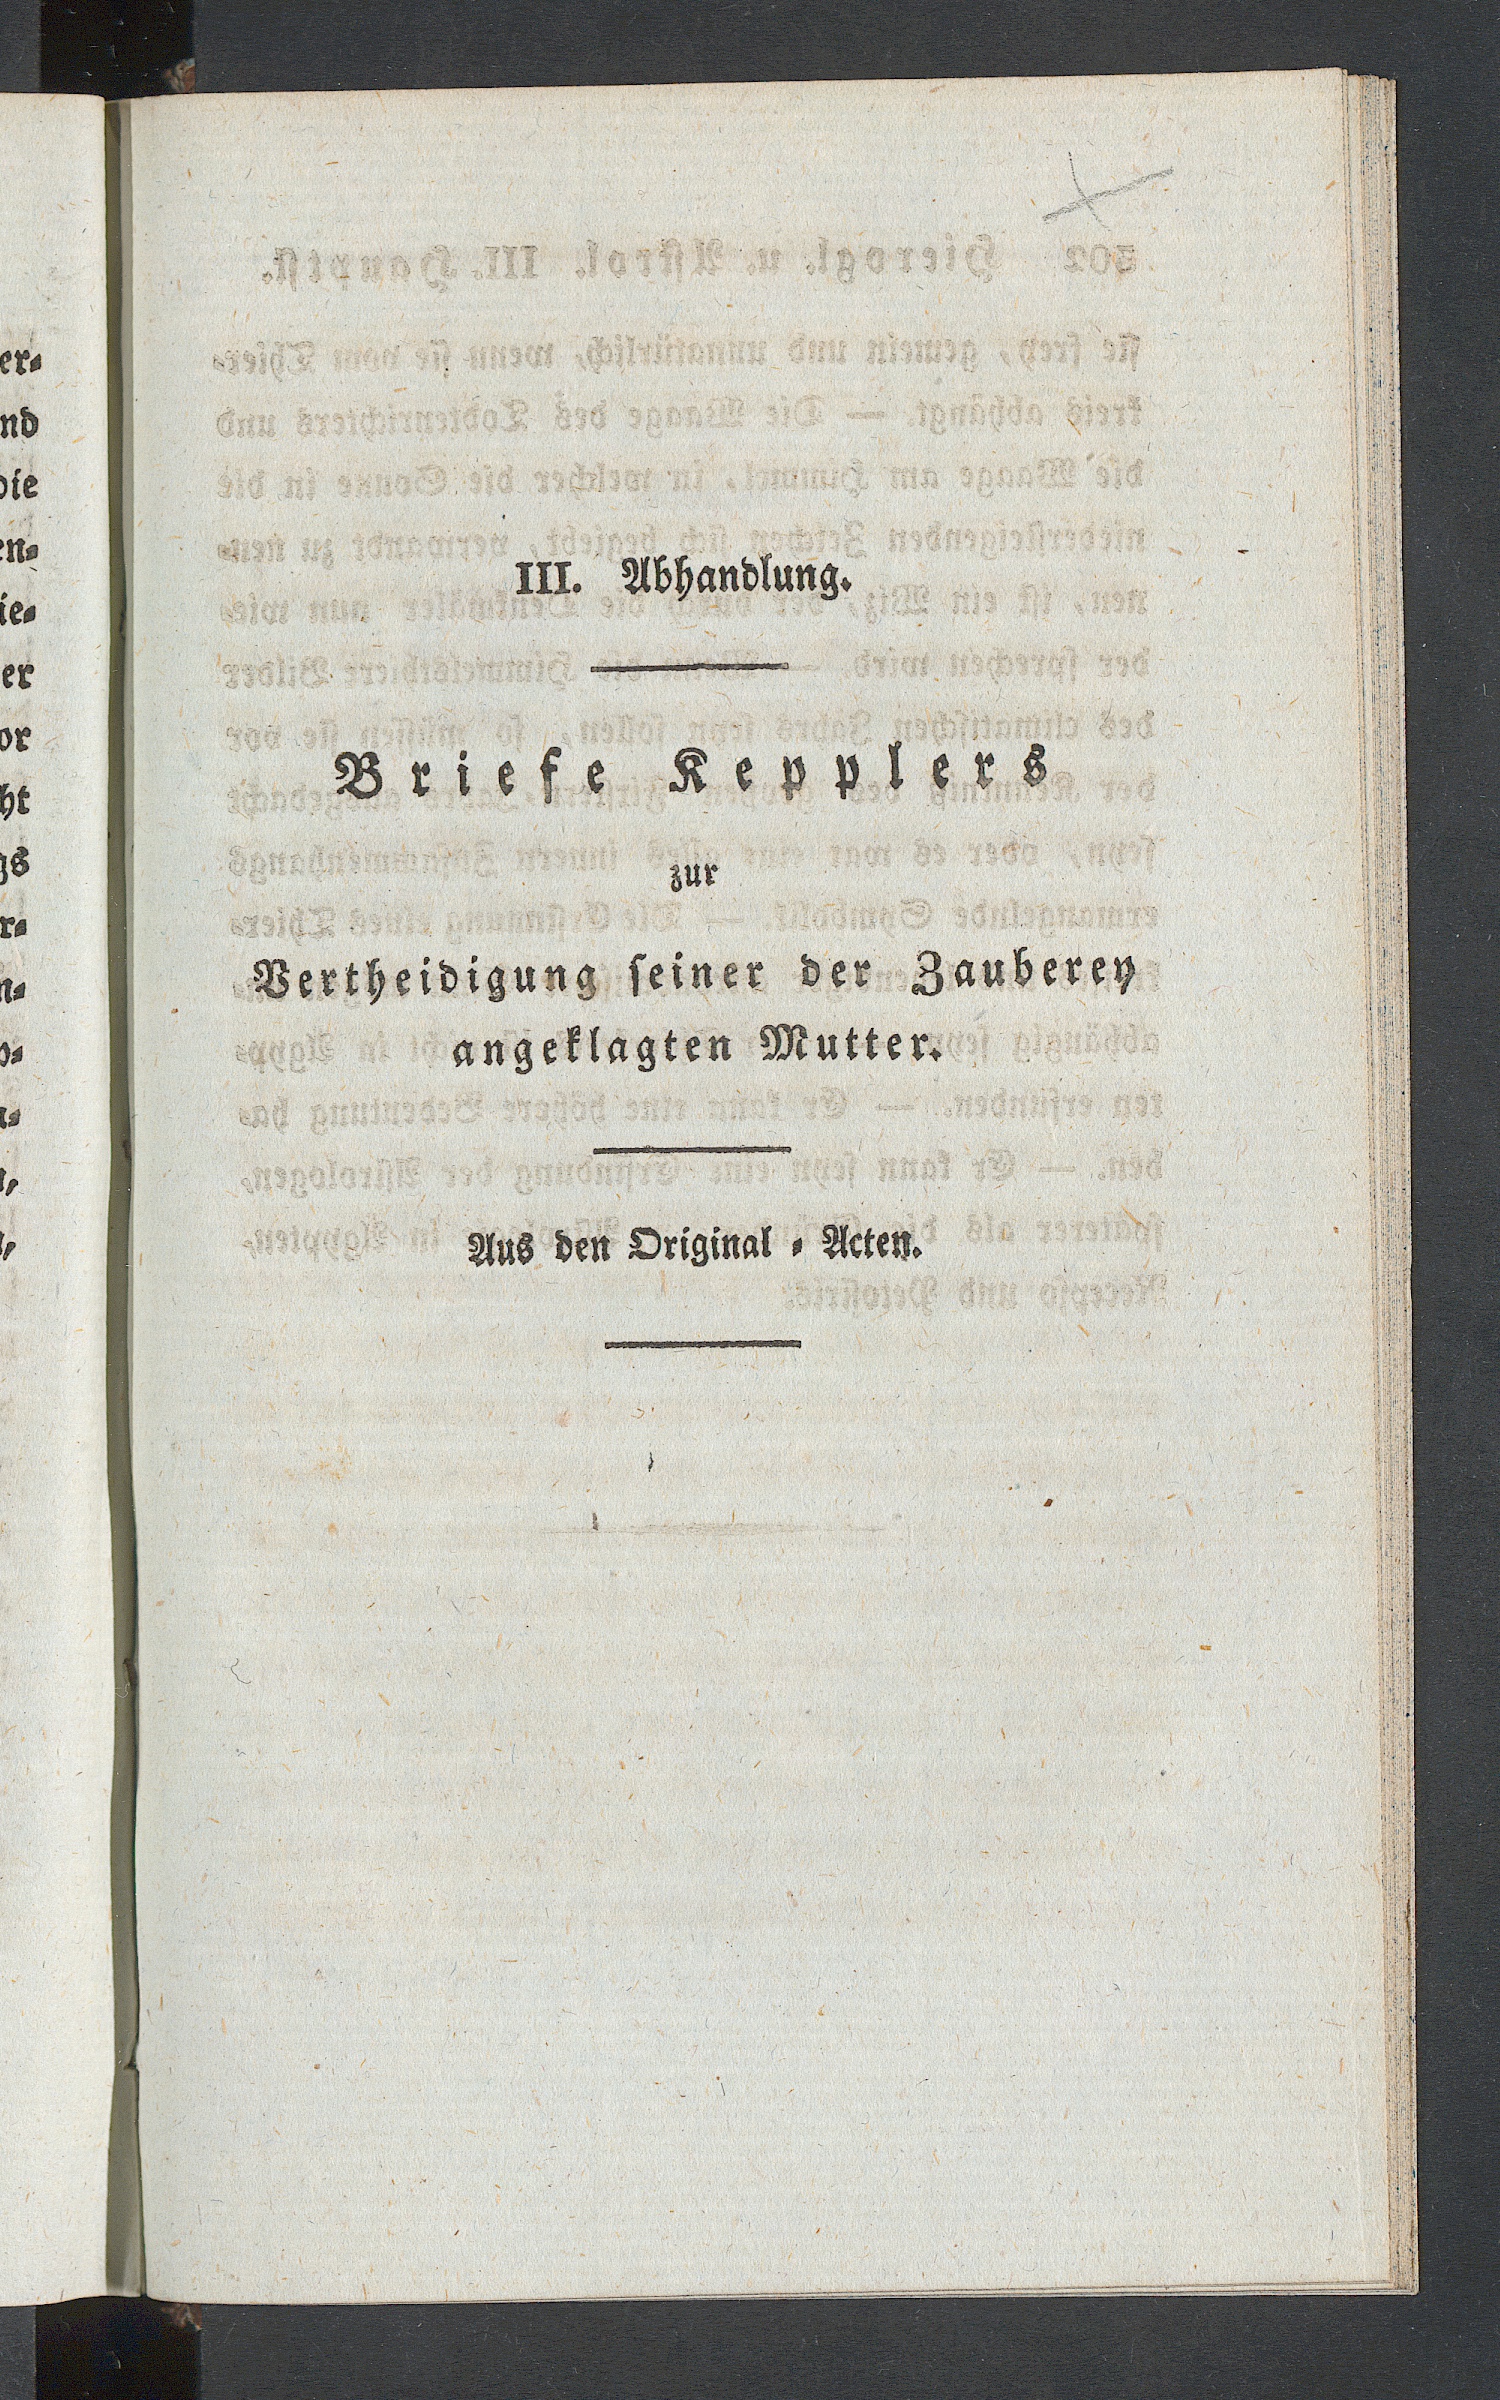 III. Abhandlung.
Briefe Kepplers
zur
Vertheidigung seiner der Zauberey
angeklagten Mutter.
Aus den Original-Acten.